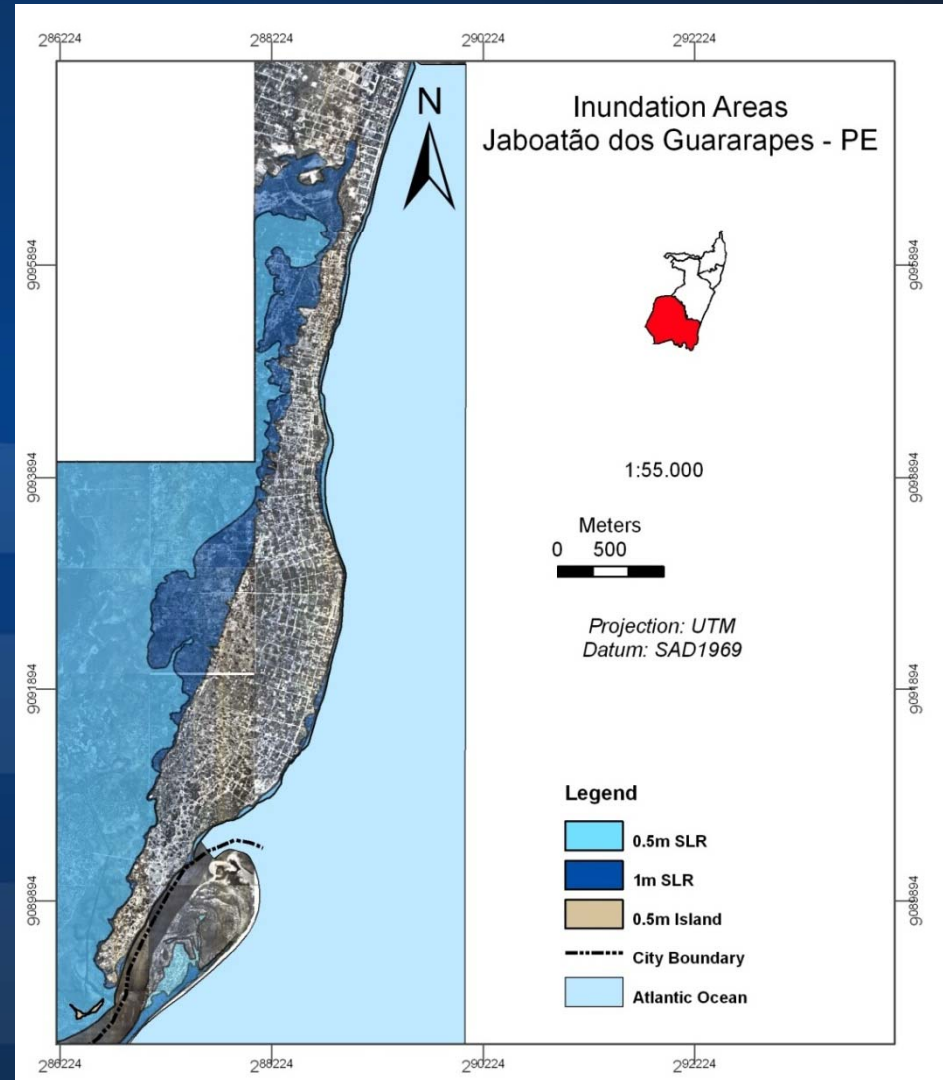 286224 288224 290224 292224
Inundation Areas
Jaboatão dos Guararapes - PE
N
9095894 9095894
1:55.000
9093894 9093894
Meters
0 500
Projection: UTM
Datum: SAD1969
9091894 9091894
Legend
0.5m SLR
1m SLR
0.5m Island
City Boundary
Atlantic Ocean
9089894 9089894
286224 288224 290224 292224